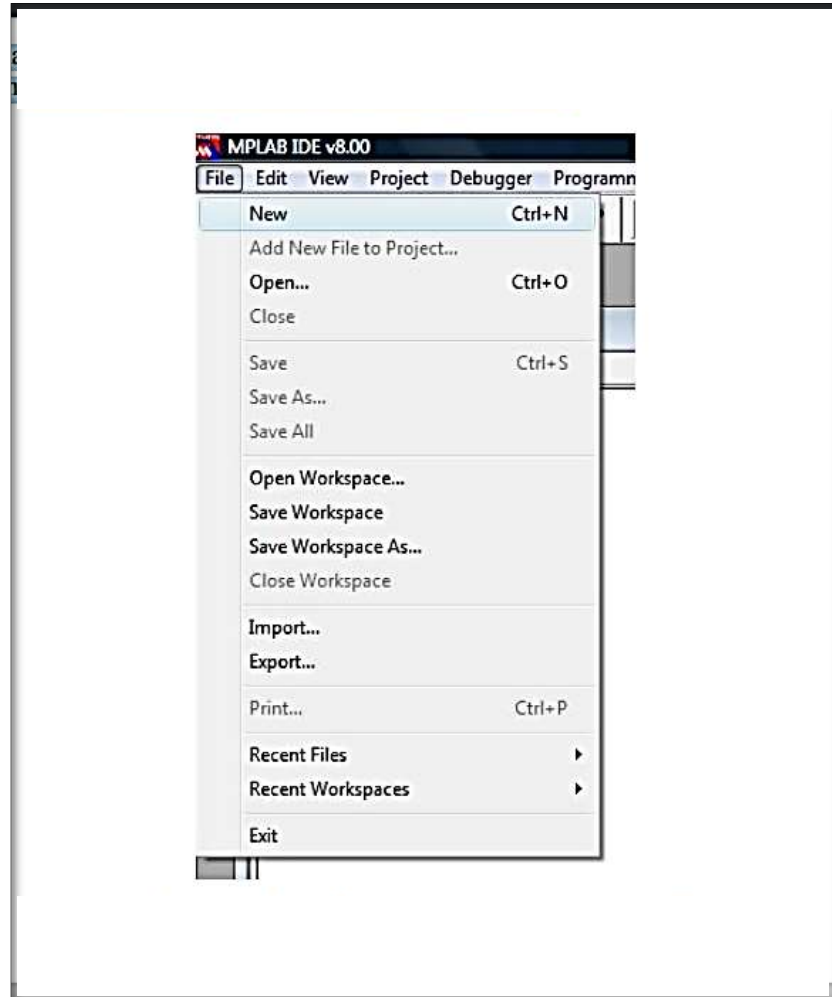 MPLAB IDE v8.00
File Edit View Project Debugger Programm
New Ctrl+N
Add New File to Project...
Open... Ctrl+O
Close
Save Ctrl+S
Save As...
Save All
Open Workspace...
Save Workspace
Save Workspace As...
Close Workspace
Import...
Export...
Print... Ctrl+P
Recent Files
Recent Workspaces
Exit